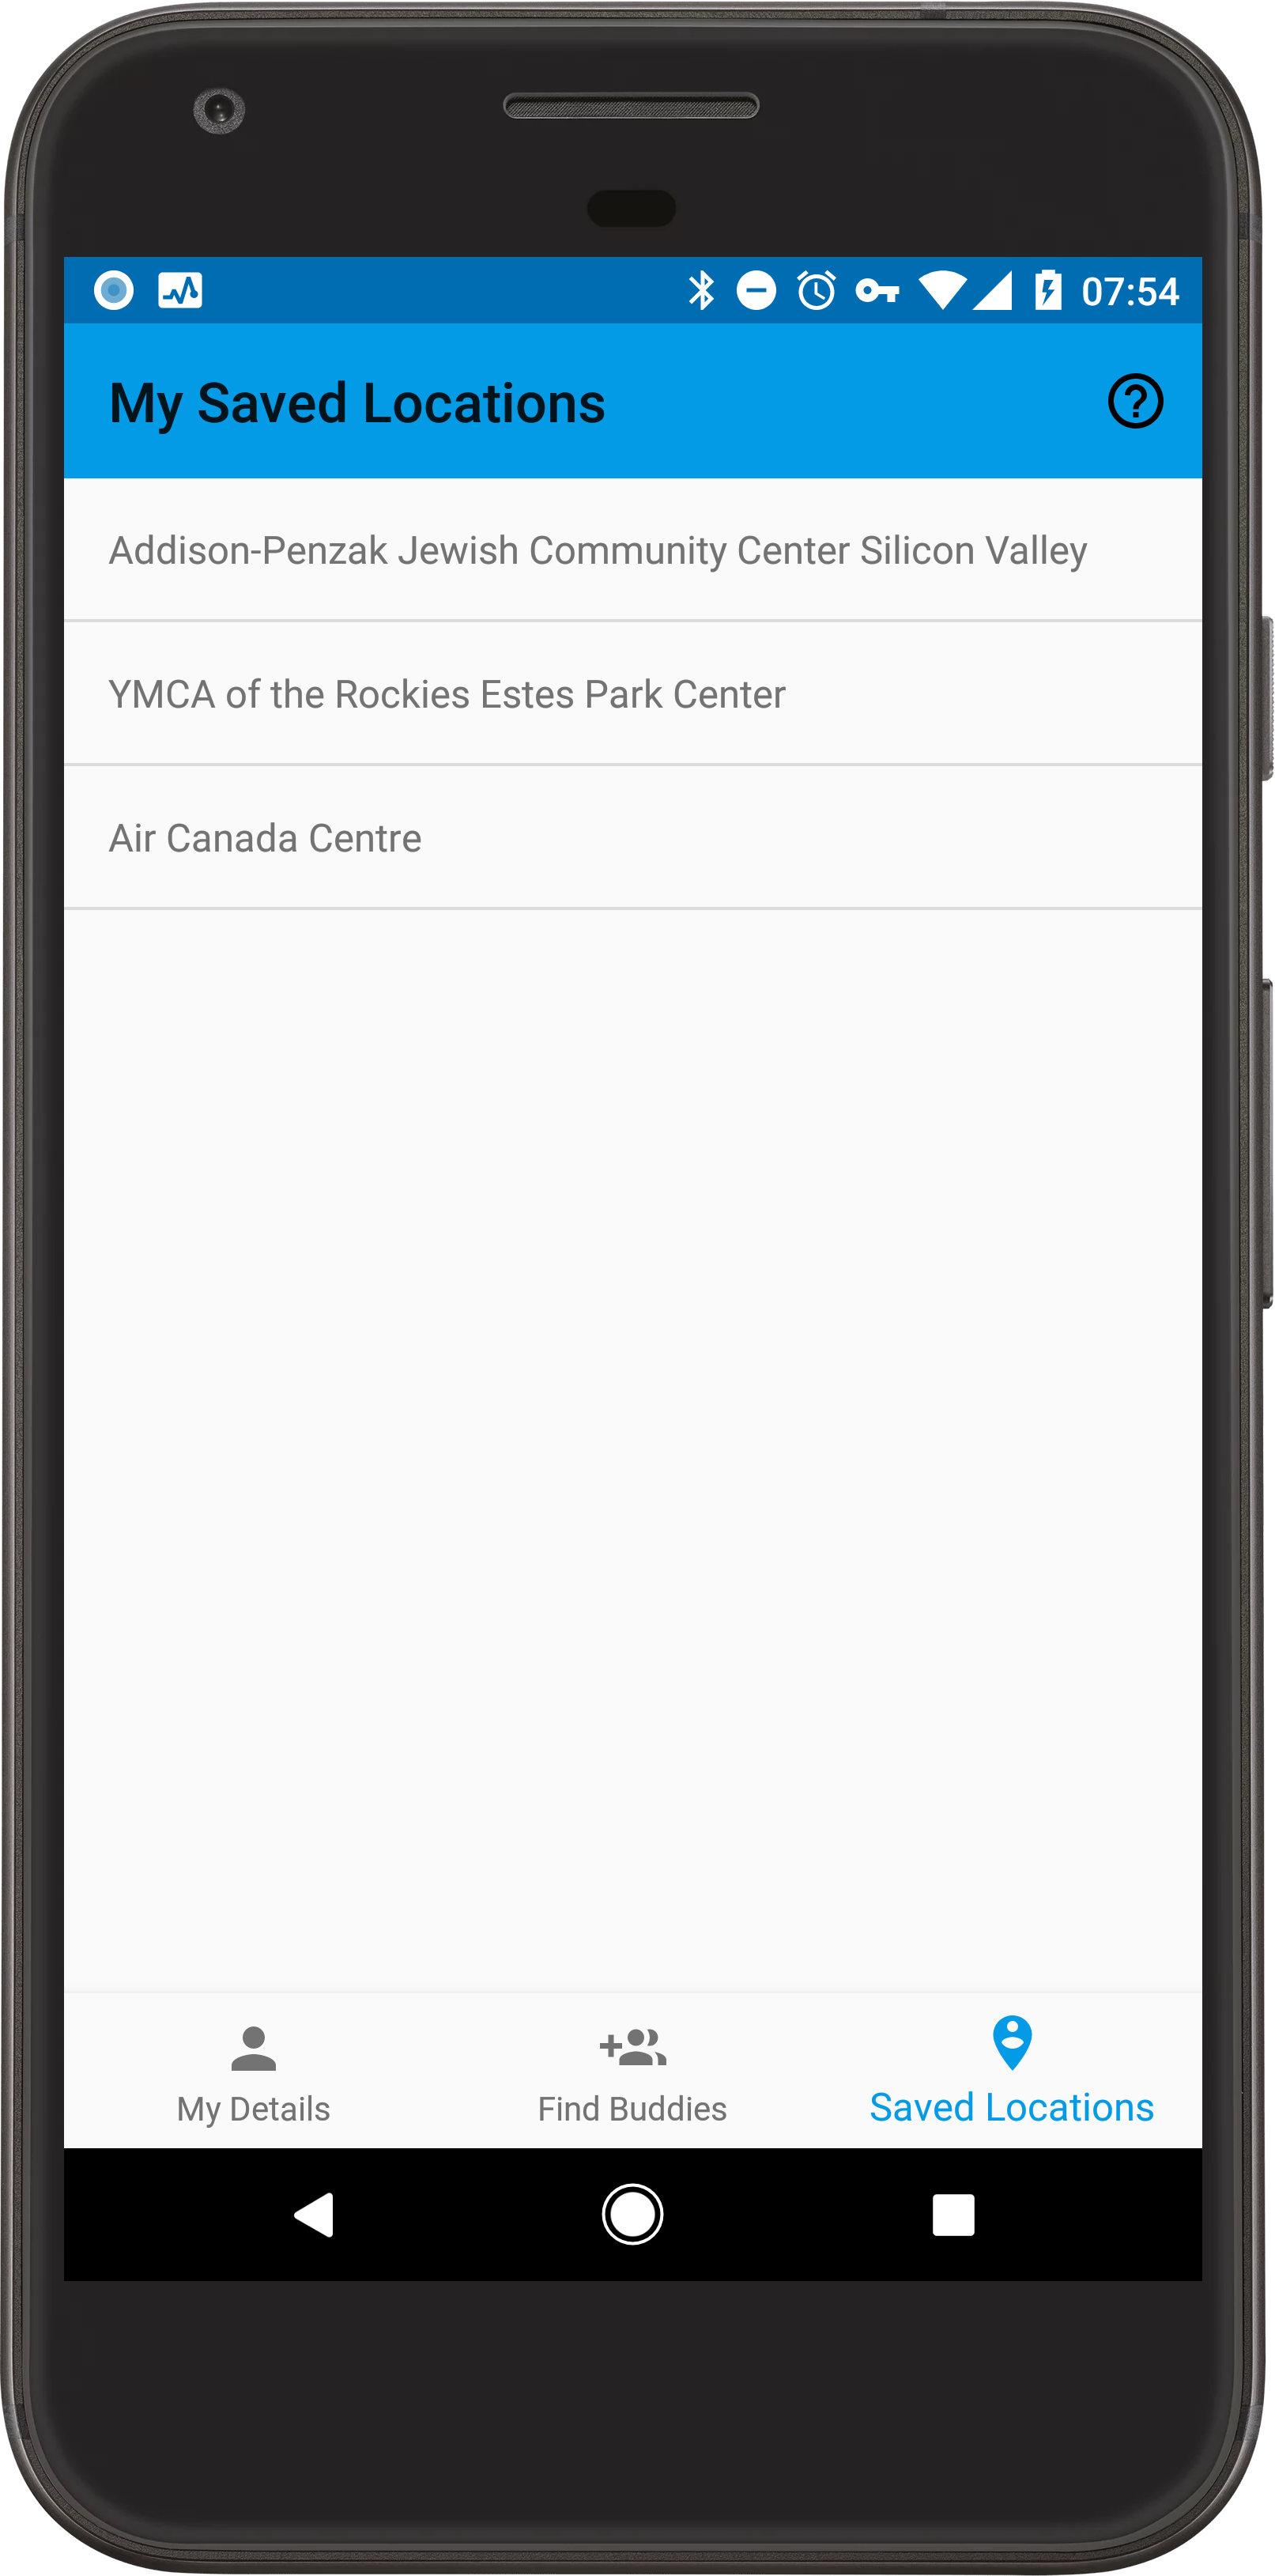 07:54
My Saved Locations
Addison-Penzak Jewish Community Center Silicon Valley
YMCA of the Rockies Estes Park Center
Air Canada Centre
My Details
Find Buddies
Saved Locations